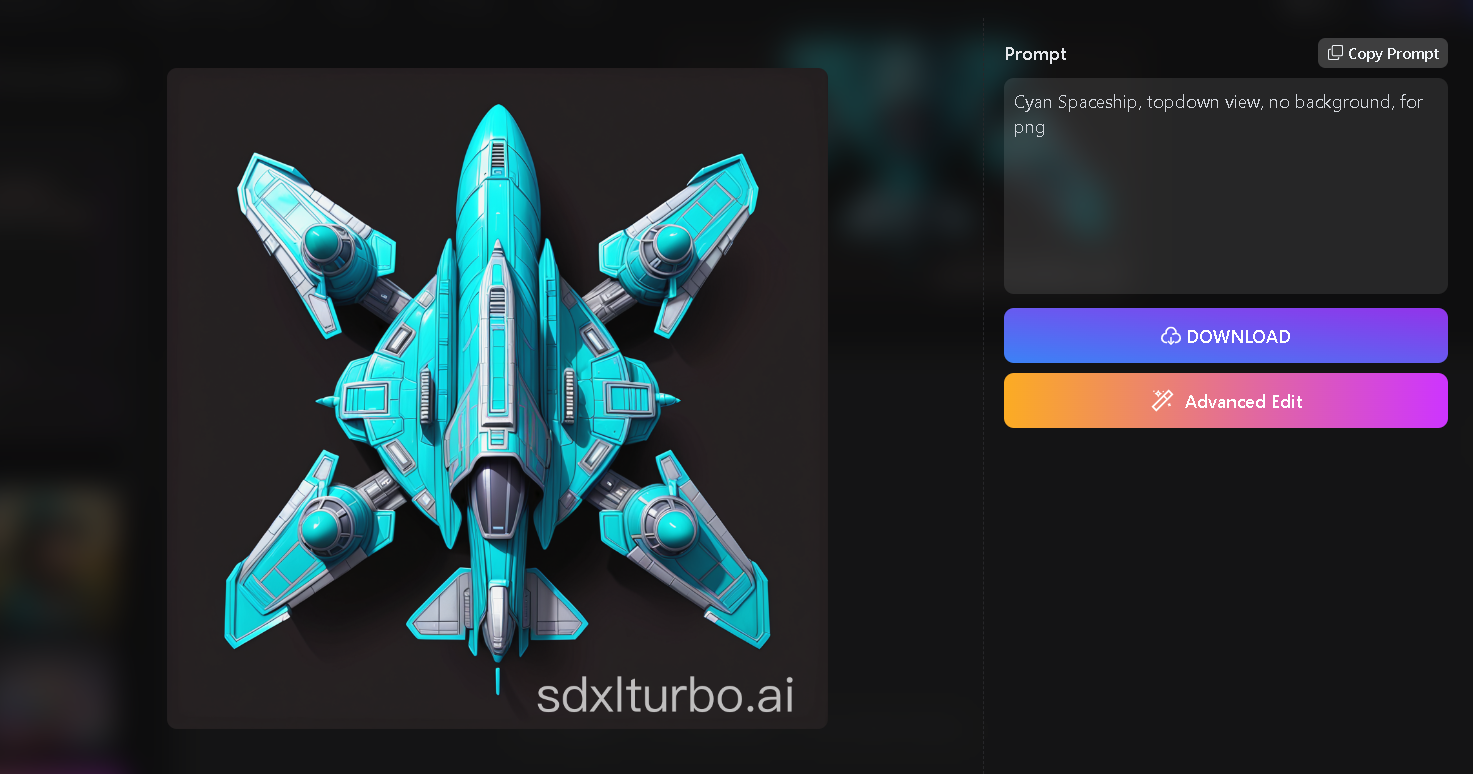 Prompt
Copy Prompt
Cyan Spaceship, topdown view, no background, for
png
DOWNLOAD
Advanced Edit
sdxlturbo.ai